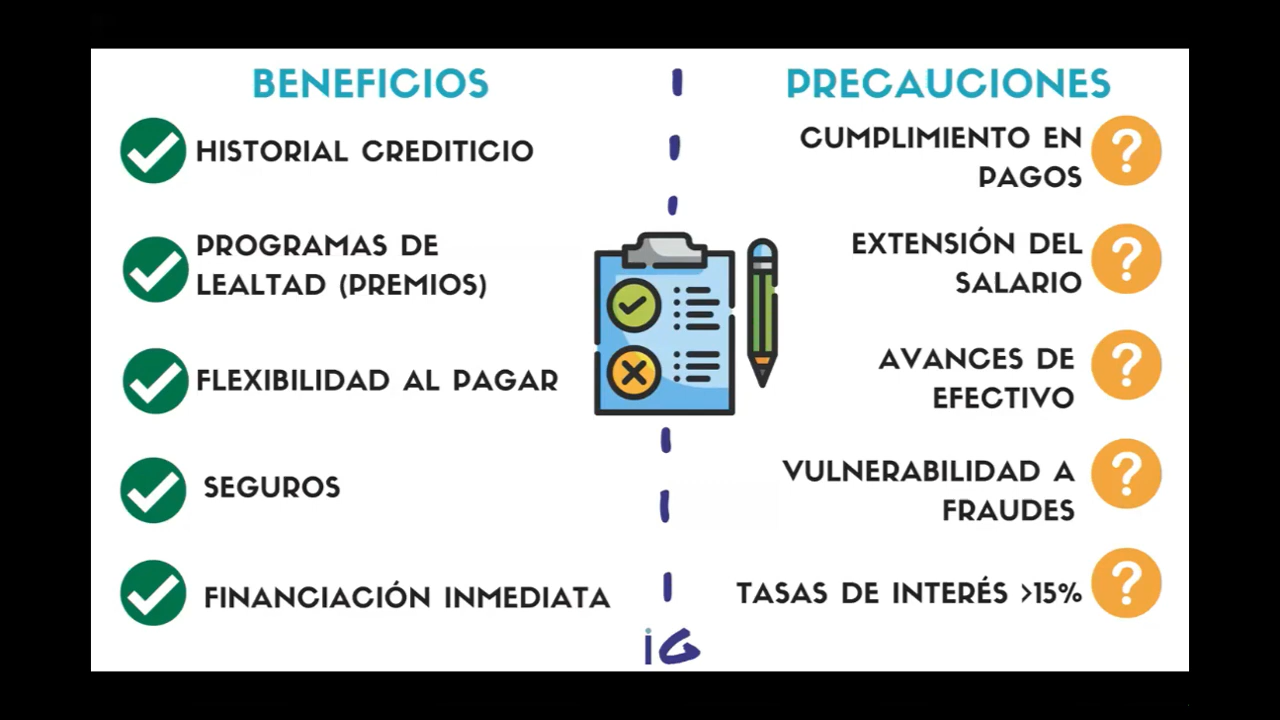 BENEFICIOS
HISTORIAL CREDITICIO
PROGRAMAS DE
LEALTAD (PREMIOS)
FLEXIBILIDAD AL PAGAR
SEGUROS
FINANCIACIÓN INMEDIATA
PRECAUCIONES
CUMPLIMIENTO EN
PAGOS
EXTENSIÓN DEL
SALARIO
AVANCES DE
EFECTIVO
VULNERABILIDAD A
FRAUDES
TASAS DE INTERÉS >15%
iG